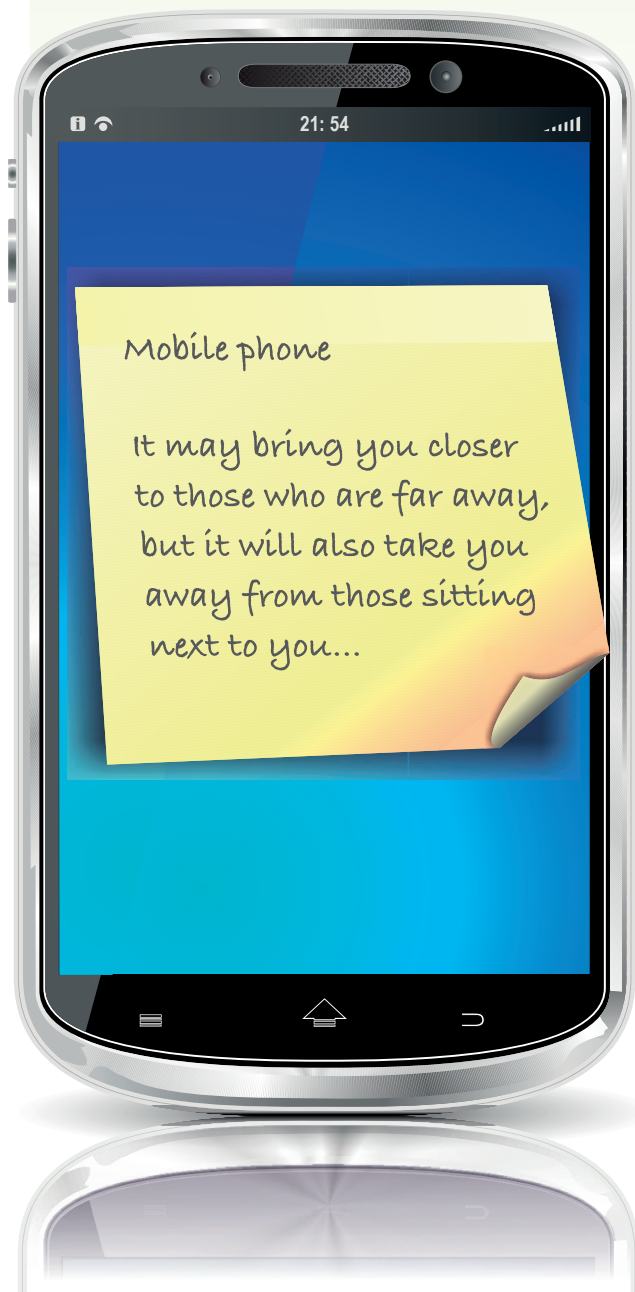 21: 54
Mobile phone
It may bring you closer
to those who are far away,
but it will also take you
away from those sitting
next to you...